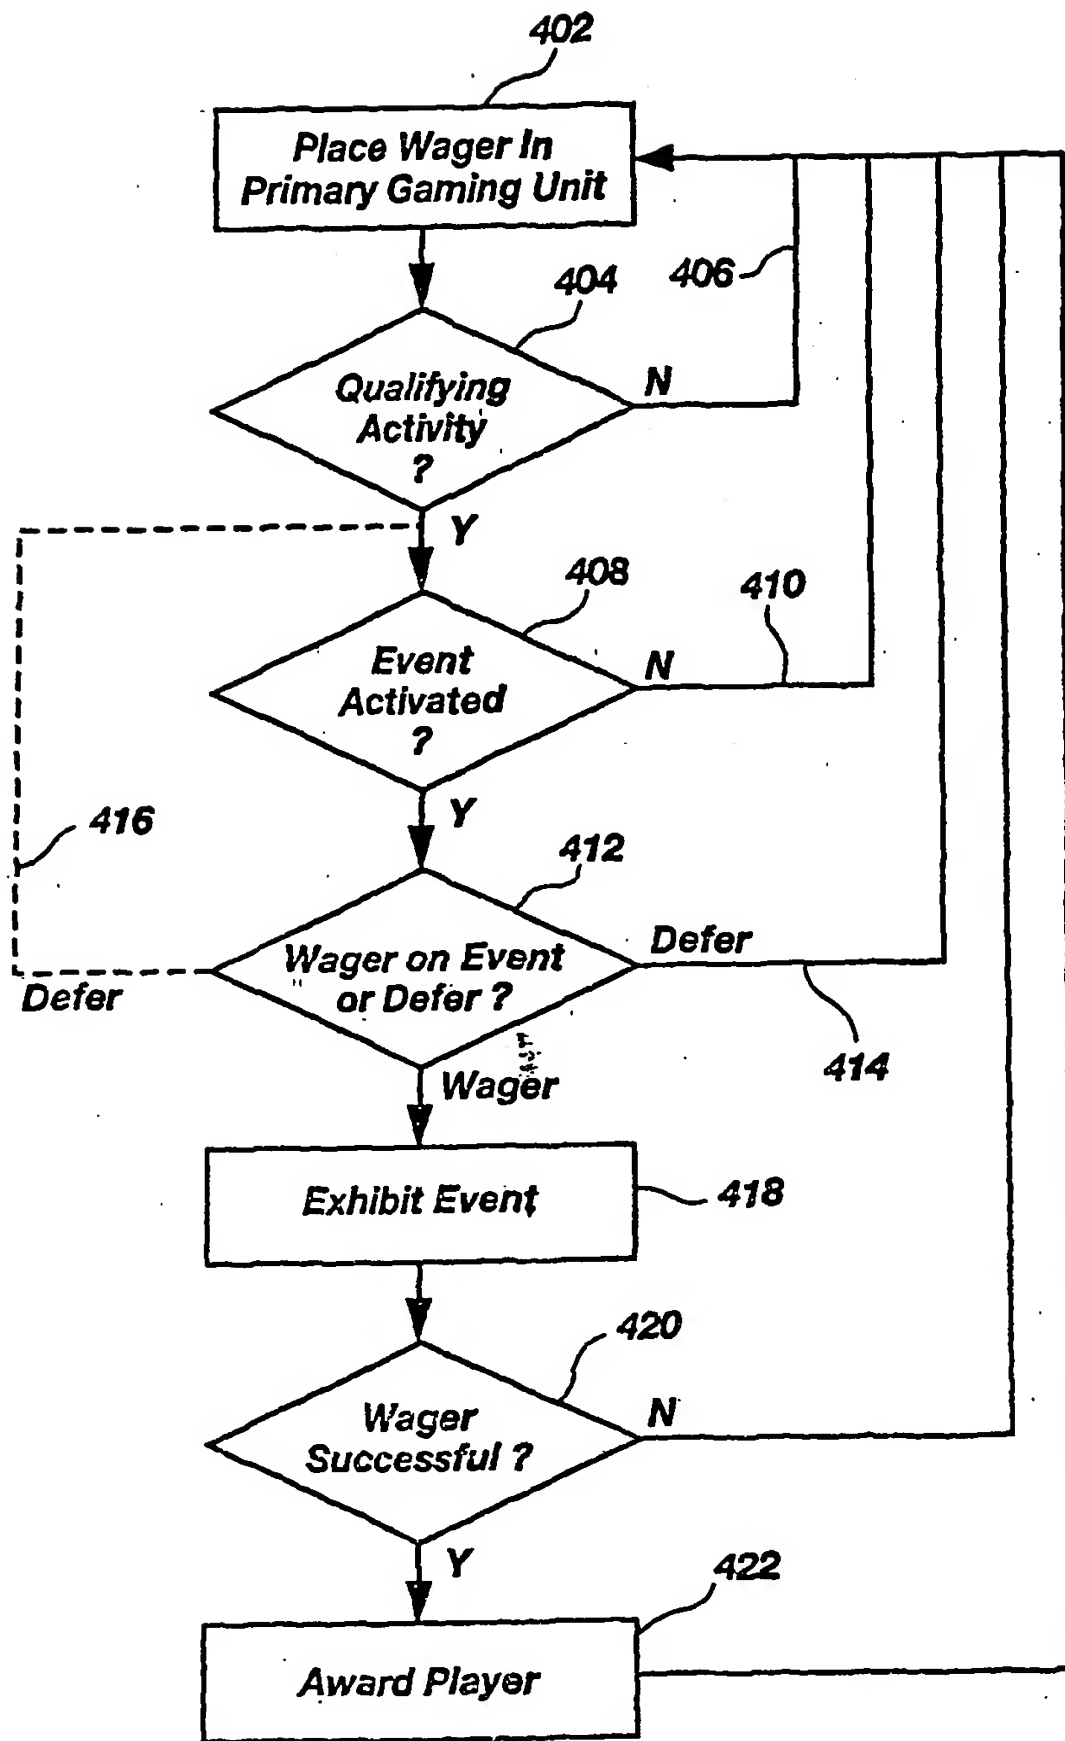 402
Place Wager In
Primary Gaming Unit
406
404
Qualifying
Activity
?
N
Y
408
410
Event
Activated
?
N
Y
416
412
Wager on Event
or Defer ?
Defer
Defer
414
Wager
Exhibit Event
418
420
Wager
Successful ?
N
Y
422
Award Player